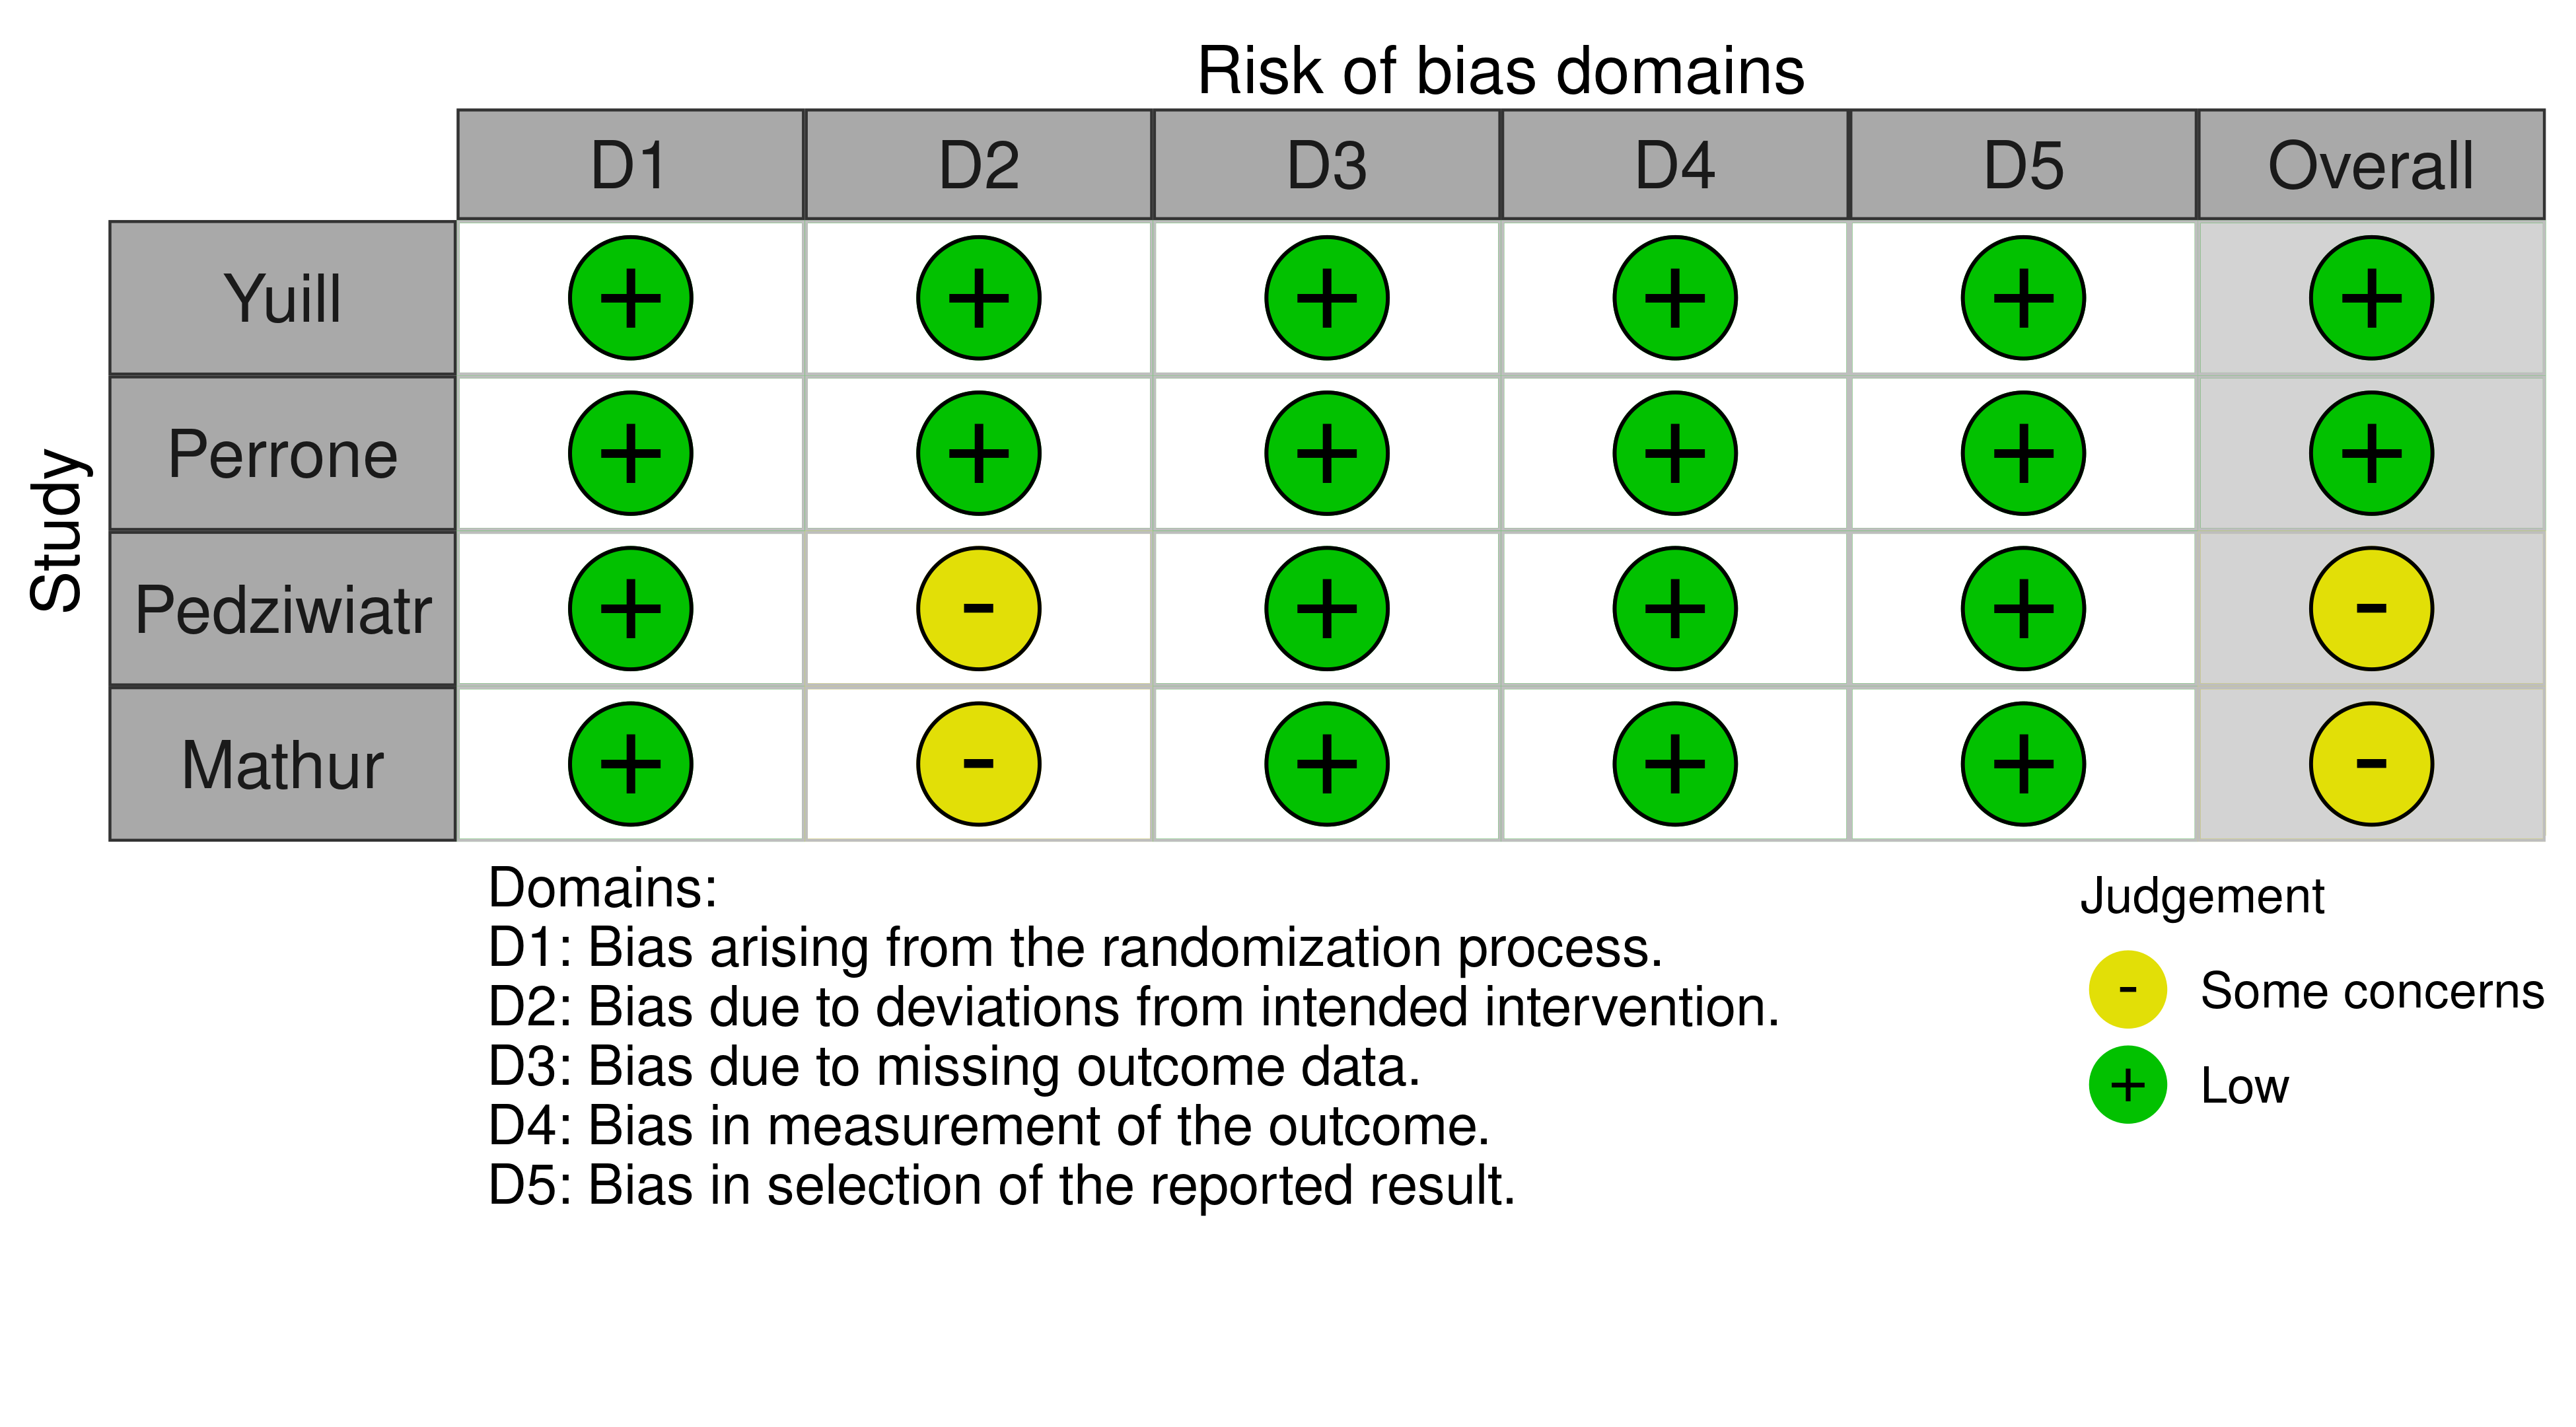 Risk of bias domains
D1 D2 D3 D4 D5 Overall
Study
Yuill + + + + + +
Perrone + + + + + +
Pedziwiatr + - + + + -
Mathur + - + + + -
Domains:
D1: Bias arising from the randomization process.
D2: Bias due to deviations from intended intervention.
D3: Bias due to missing outcome data.
D4: Bias in measurement of the outcome.
D5: Bias in selection of the reported result.
Judgement
- Some concerns
+ Low